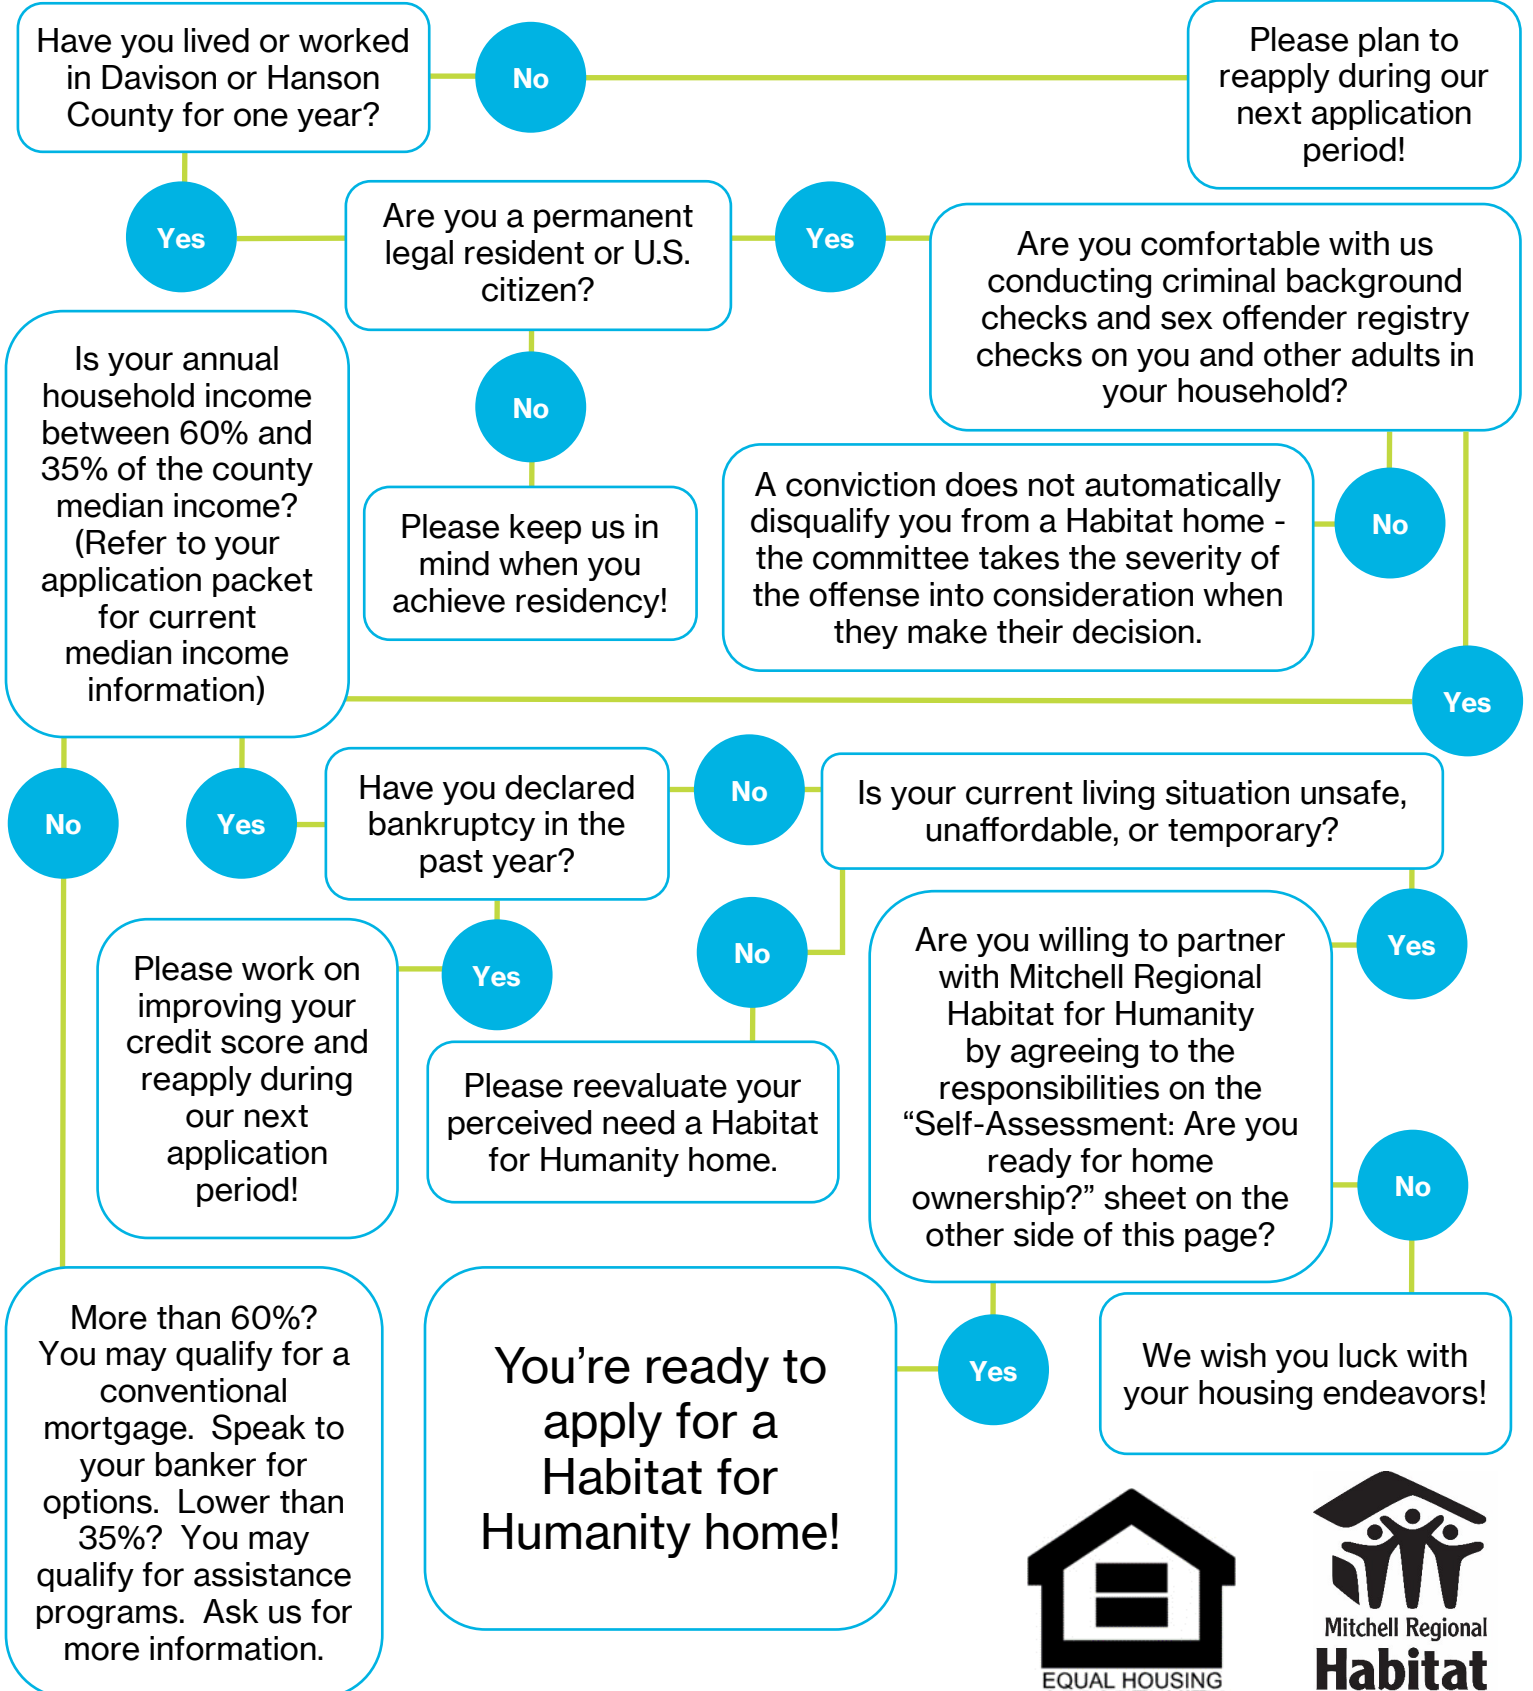 Have you lived or worked
in Davison or Hanson
County for one year?
No
Please plan to
reapply during our
next application
period!
Yes
Are you a permanent
legal resident or U.S.
citizen?
Yes
Are you comfortable with us
conducting criminal background
checks and sex offender registry
checks on you and other adults in
your household?
No
Please keep us in
mind when you
achieve residency!
No
A conviction does not automatically
disqualify you from a Habitat home -
the committee takes the severity of
the offense into consideration when
they make their decision.
Yes
Is your annual
household income
between 60% and
35% of the county
median income?
(Refer to your
application packet
for current
median income
information)
No
Yes
Have you declared
bankruptcy in the
past year?
No
Is your current living situation unsafe,
unaffordable, or temporary?
Yes
Please work on
improving your
credit score and
reapply during
our next
application
period!
No
Please reevaluate your
perceived need a Habitat
for Humanity home.
Yes
Are you willing to partner
with Mitchell Regional
Habitat for Humanity
by agreeing to the
responsibilities on the
“Self-Assessment: Are you
ready for home
ownership?” sheet on the
other side of this page?
No
We wish you luck with
your housing endeavors!
Yes
You’re ready to
apply for a
Habitat for
Humanity home!
More than 60%?
You may qualify for a
conventional
mortgage.  Speak to
your banker for
options.  Lower than
35%?  You may
qualify for assistance
programs.  Ask us for
more information.
EQUAL HOUSING
Mitchell Regional
Habitat